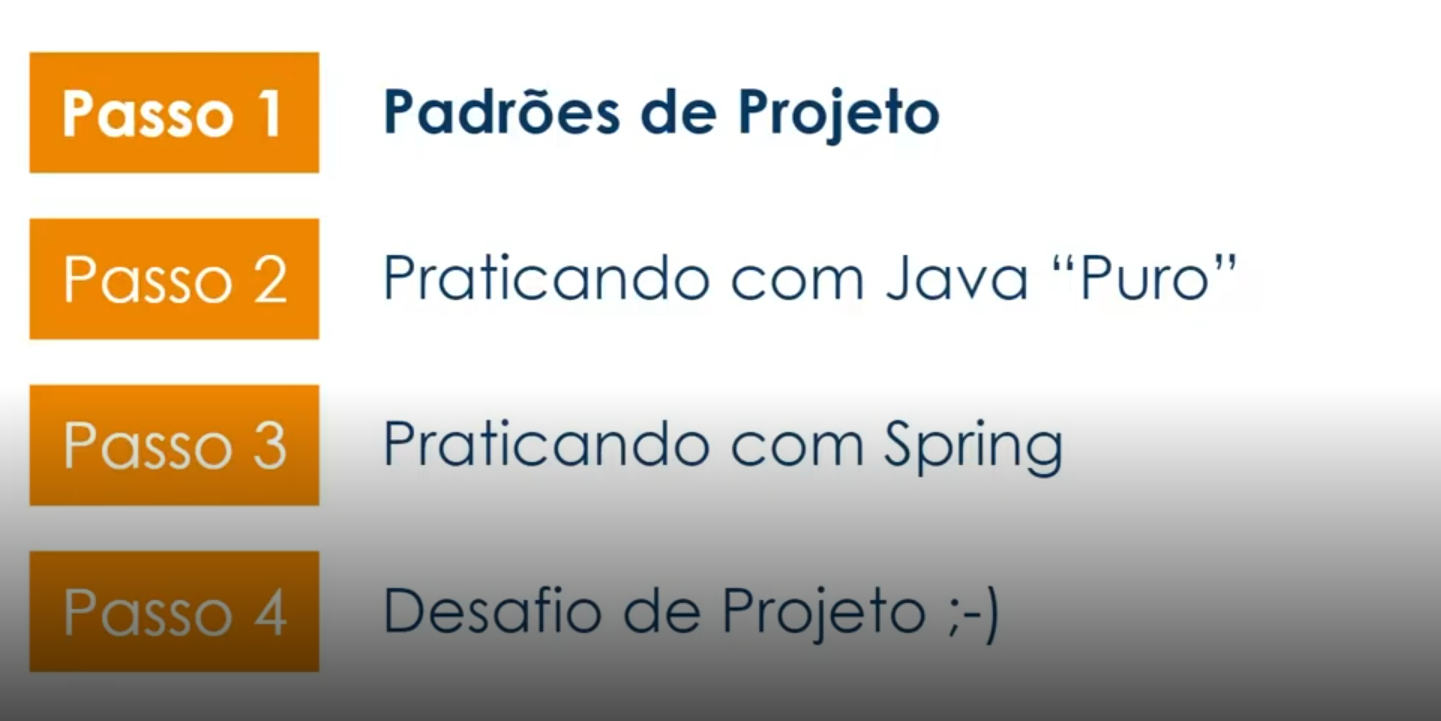 Passo 1 Padrões de Projeto
Passo 2 Praticando com Java “Puro”
Passo 3 Praticando com Spring
Passo 4 Desafio de Projeto ;-)